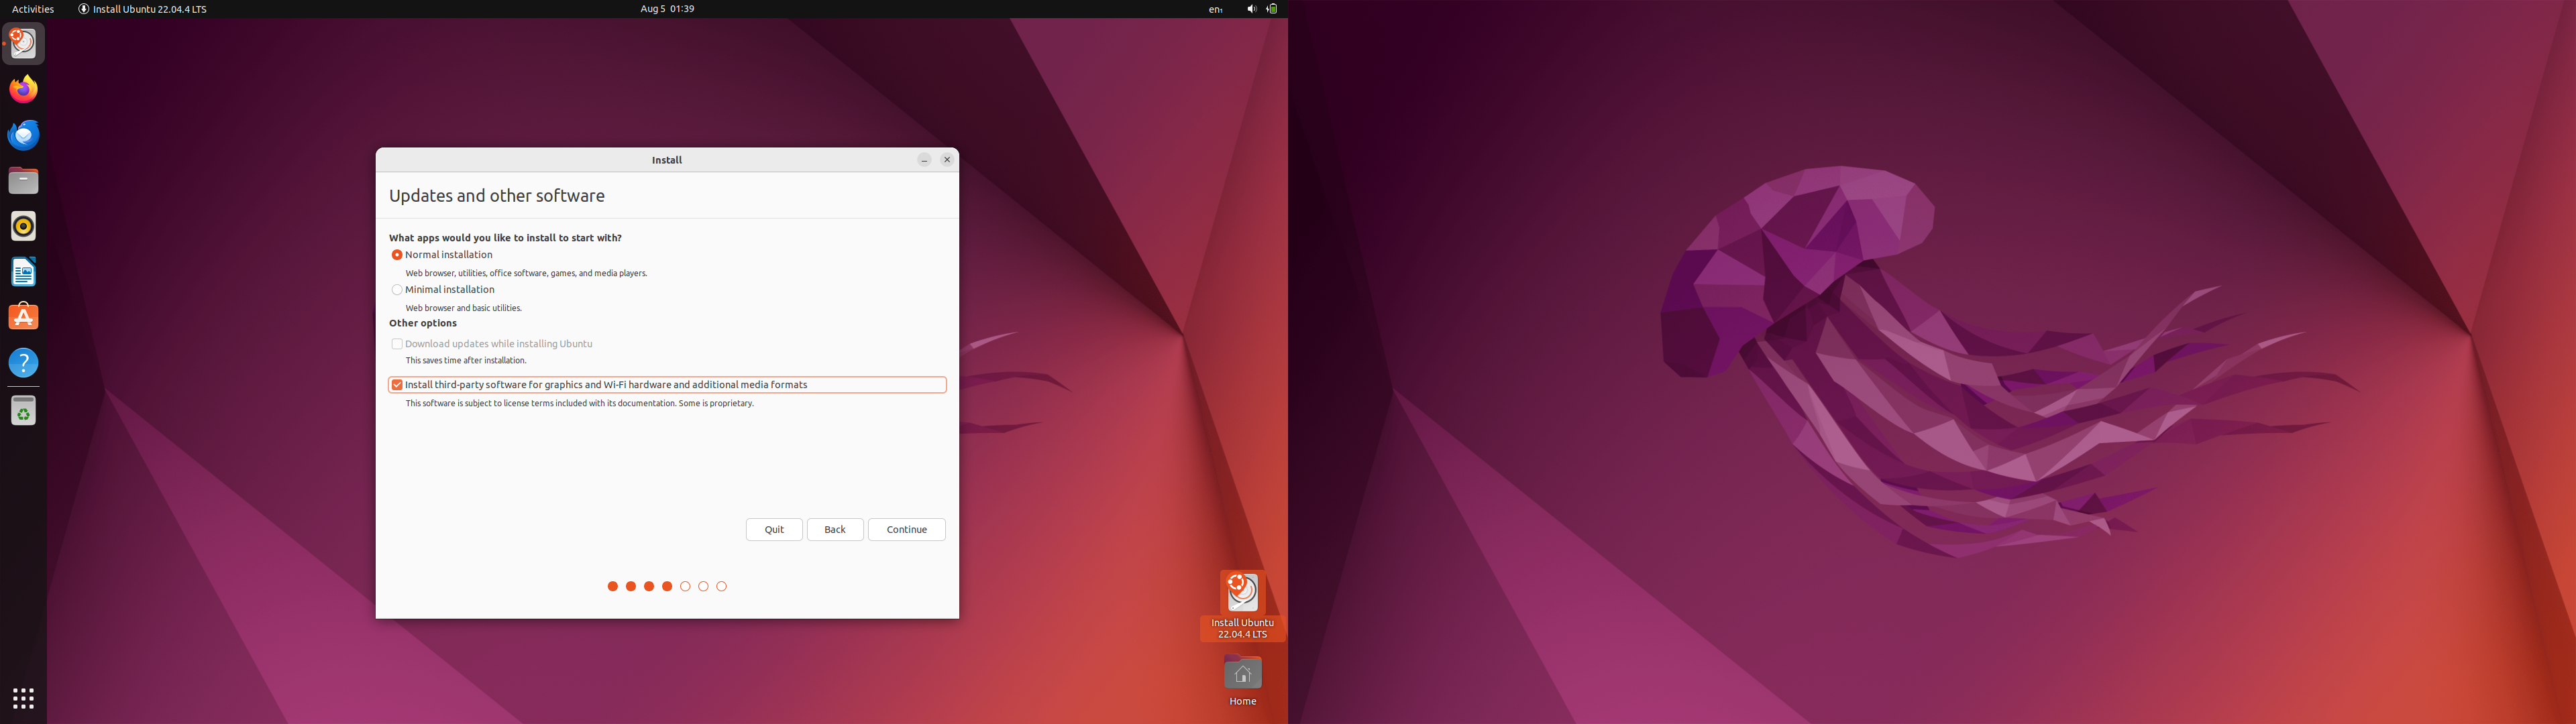 Activities
Install Ubuntu 22.04.4 LTS
Aug 5 01:39
en₁
Install
Updates and other software
What apps would you like to install to start with?
Normal installation
Web browser, utilities, office software, games, and media players.
Minimal installation
Web browser and basic utilities.
Other options
Download updates while installing Ubuntu
This saves time after installation.
Install third-party software for graphics and Wi-Fi hardware and additional media formats
This software is subject to license terms included with its documentation. Some is proprietary.
Quit
Back
Continue
Install Ubuntu
22.04.4 LTS
Home